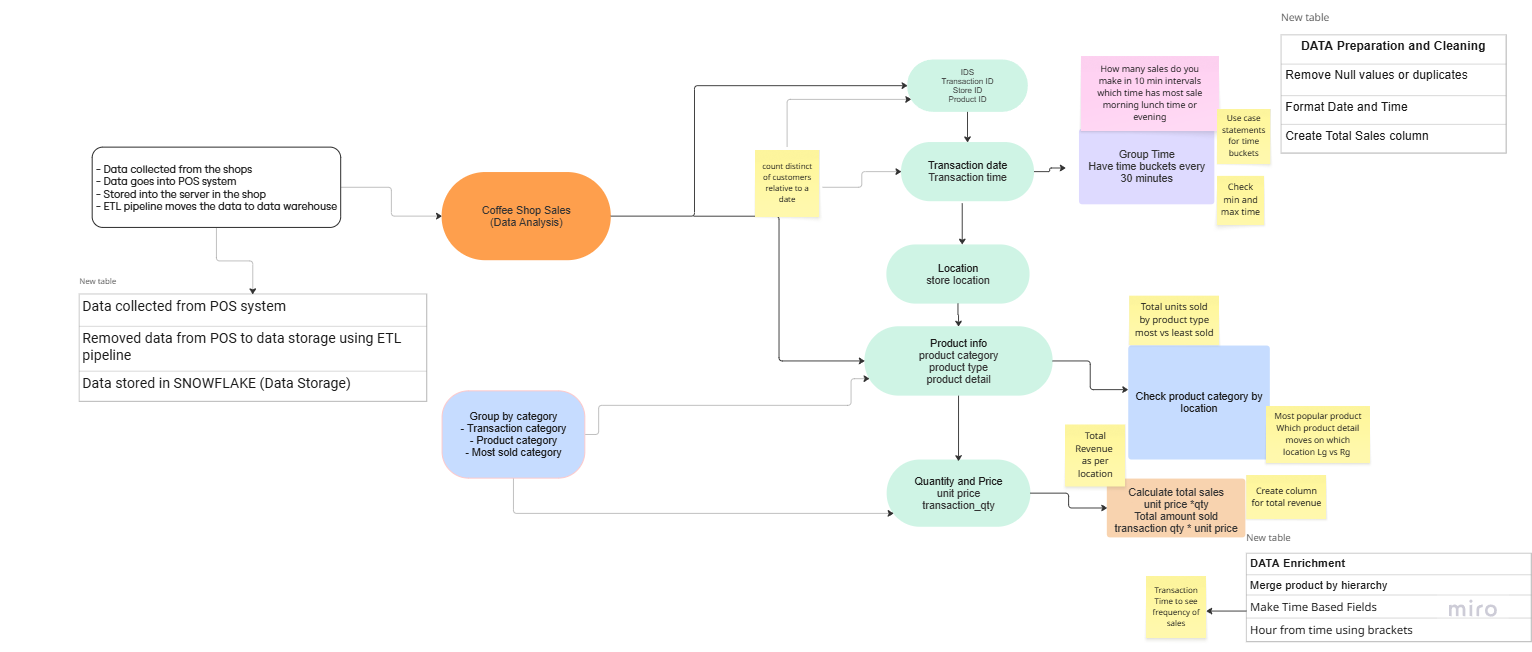 New table
DATA Preparation and Cleaning
Remove Null values or duplicates
Format Date and Time
Create Total Sales column
IDS
Transaction ID
Store ID
Product ID
How many sales do you
make in 10 min intervals
which time has most sale
morning lunch time or
evening
Use case
statements
for time
buckets
Group Time
Have time buckets every
30 minutes
Check
min and
max time
Transaction date
Transaction time
count distinct
of customers
relative to a
date
- Data collected from the shops
- Data goes into POS system
- Stored into the server in the shop
- ETL pipeline moves the data to data warehouse
Coffee Shop Sales
(Data Analysis)
Location
store location
New table
Data collected from POS system
Removed data from POS to data storage using ETL
pipeline
Data stored in SNOWFLAKE (Data Storage)
Total units sold
by product type
most vs least sold
Product info
product category
product type
product detail
Check product category by
location
Most popular product
Which product detail
moves on which
location Lg vs Rg
Group by category
- Transaction category
- Product category
- Most sold category
Total
Revenue
as per
location
Quantity and Price
unit price
transaction_qty
Calculate total sales
unit price *qty
Total amount sold
transaction qty * unit price
Create column
for total revenue
New table
DATA Enrichment
Merge product by hierarchy
Make Time Based Fields
Hour from time using brackets
Transaction
Time to see
frequency of
sales
miro